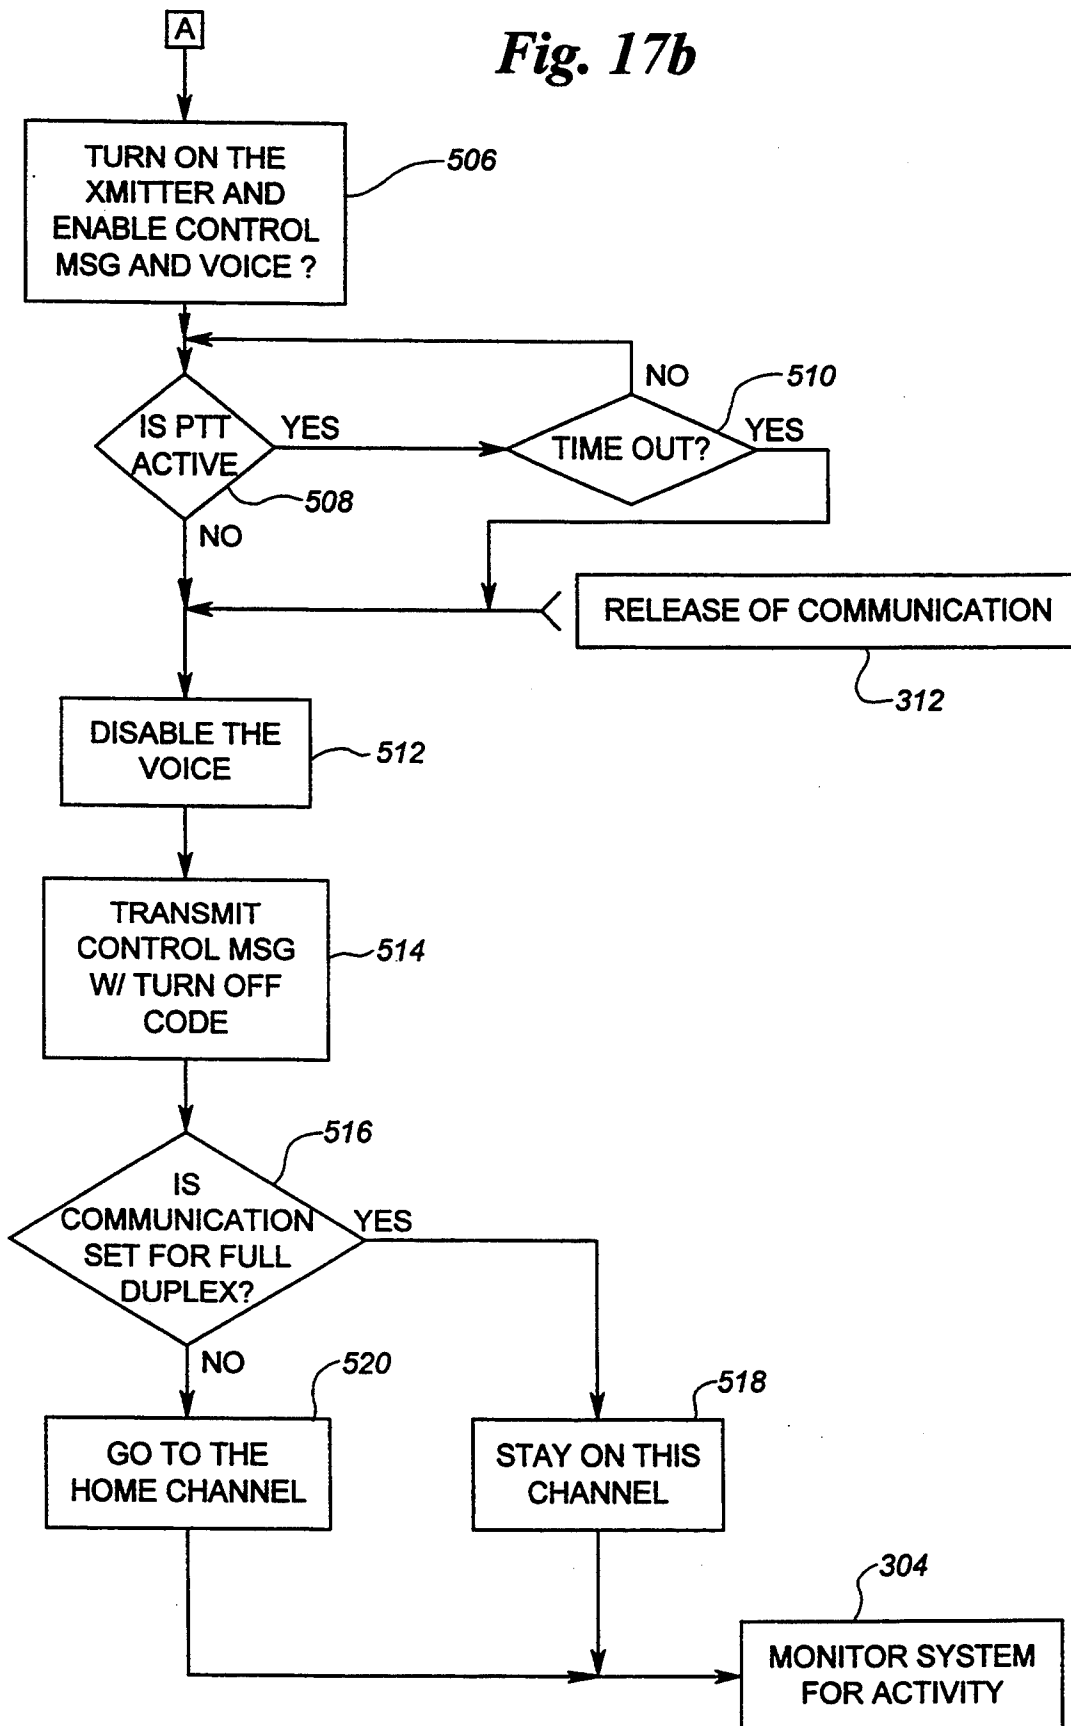 A
Fig. 17b
TURN ON THE
XMITTER AND
ENABLE CONTROL
MSG AND VOICE ?
506
IS PTT
ACTIVE
YES
508
NO
TIME OUT?
NO
510
YES
RELEASE OF COMMUNICATION
312
DISABLE THE
VOICE
512
TRANSMIT
CONTROL MSG
W/ TURN OFF
CODE
514
516
IS
COMMUNICATION
SET FOR FULL
DUPLEX?
YES
NO
520
GO TO THE
HOME CHANNEL
518
STAY ON THIS
CHANNEL
304
MONITOR SYSTEM
FOR ACTIVITY